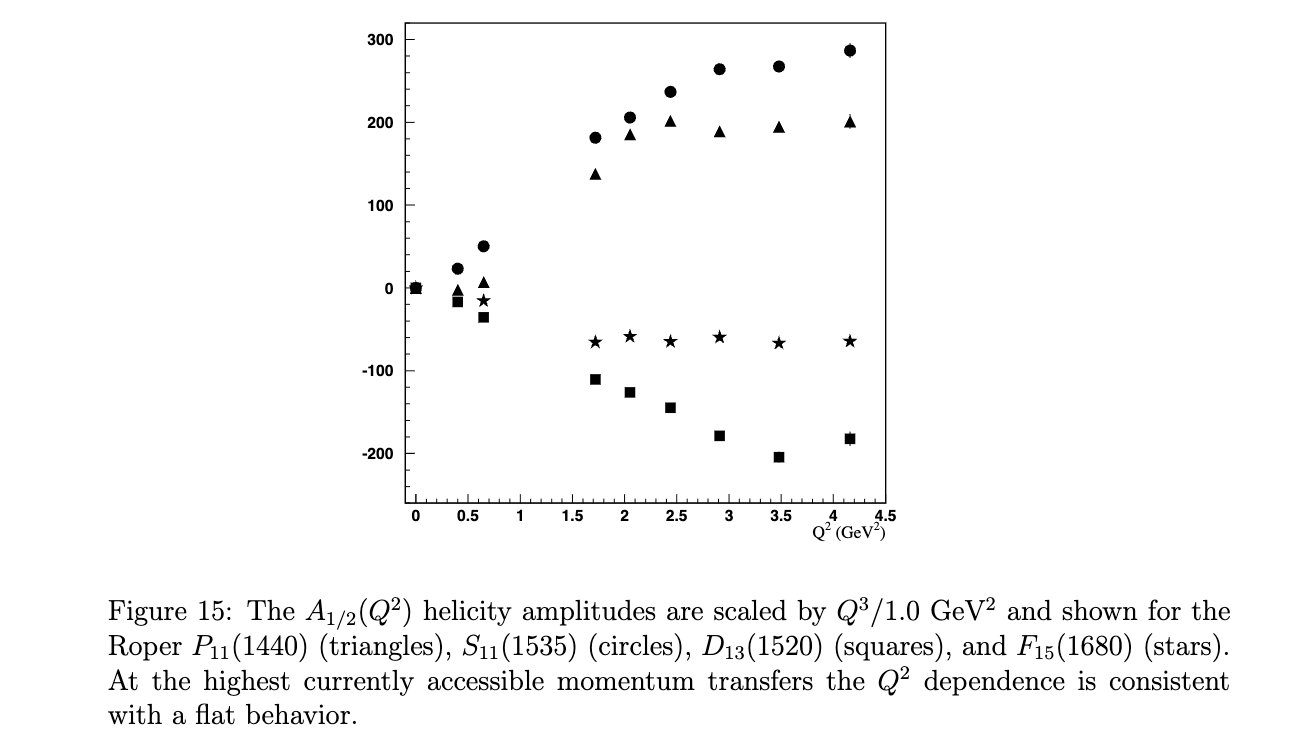 300
200
100
0
-100
-200
0 0.5 1 1.5 2 2.5 3 3.5 4 4.5
Q² (GeV²)
Figure 15: The A₁/₂(Q²) helicity amplitudes are scaled by Q³/1.0 GeV² and shown for the
Roper P₁₁(1440) (triangles), S₁₁(1535) (circles), D₁₃(1520) (squares), and F₁₅(1680) (stars).
At the highest currently accessible momentum transfers the Q² dependence is consistent
with a flat behavior.